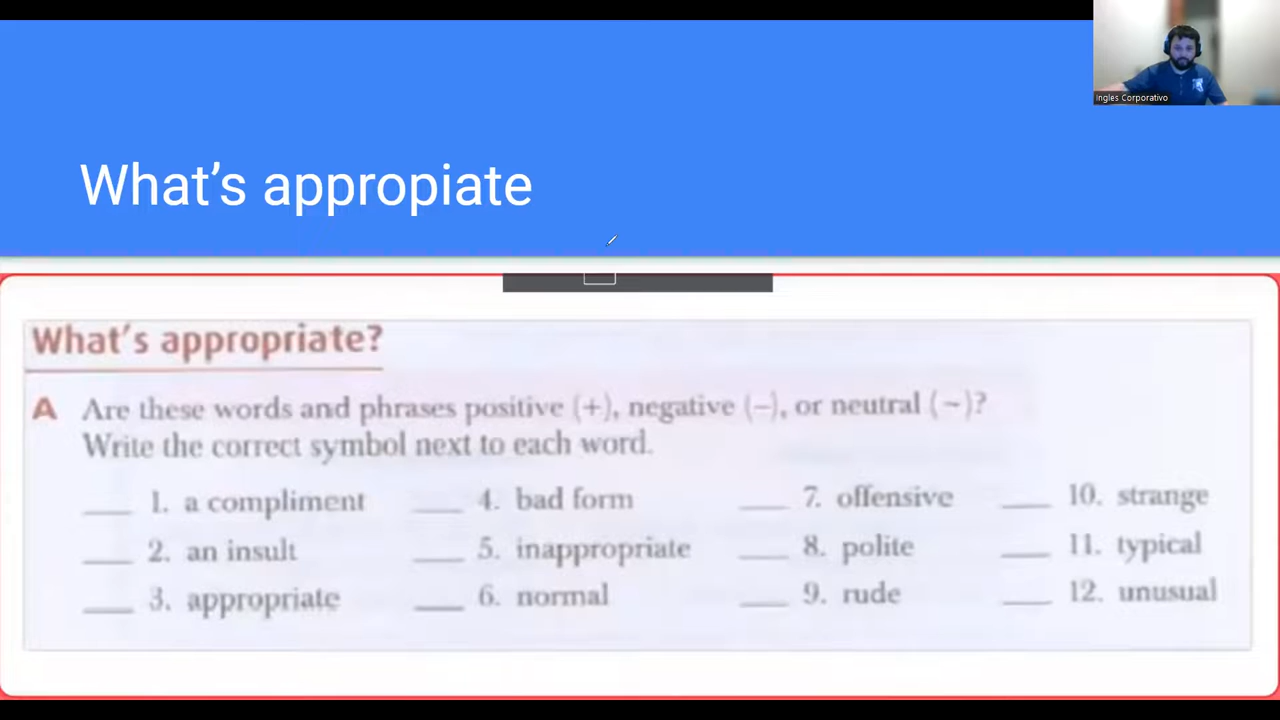 Ingles Corporativo
What's appropiate
What's appropriate?
A Are these words and phrases positive (+), negative (−), or neutral (~)?
Write the correct symbol next to each word.
___ 1. a compliment ___ 4. bad form ___ 7. offensive ___ 10. strange
___ 2. an insult ___ 5. inappropriate ___ 8. polite ___ 11. typical
___ 3. appropriate ___ 6. normal ___ 9. rude ___ 12. unusual